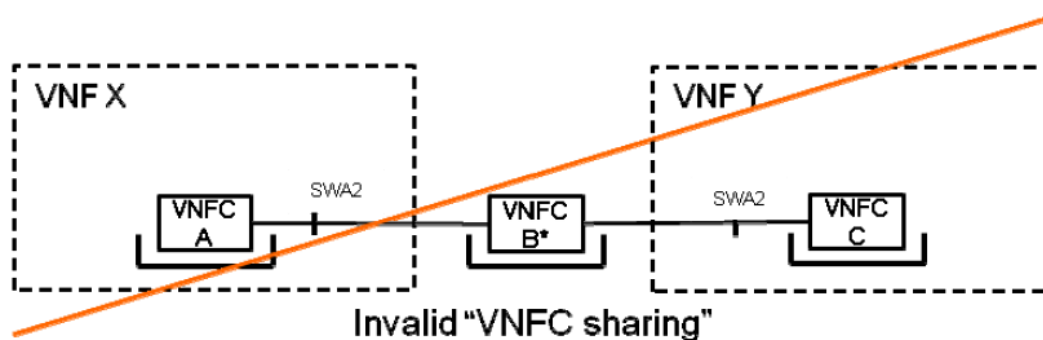 VNF X
VNF Y
SWA2
SWA2
VNFC
A
VNFC
B*
VNFC
C
Invalid “VNFC sharing”